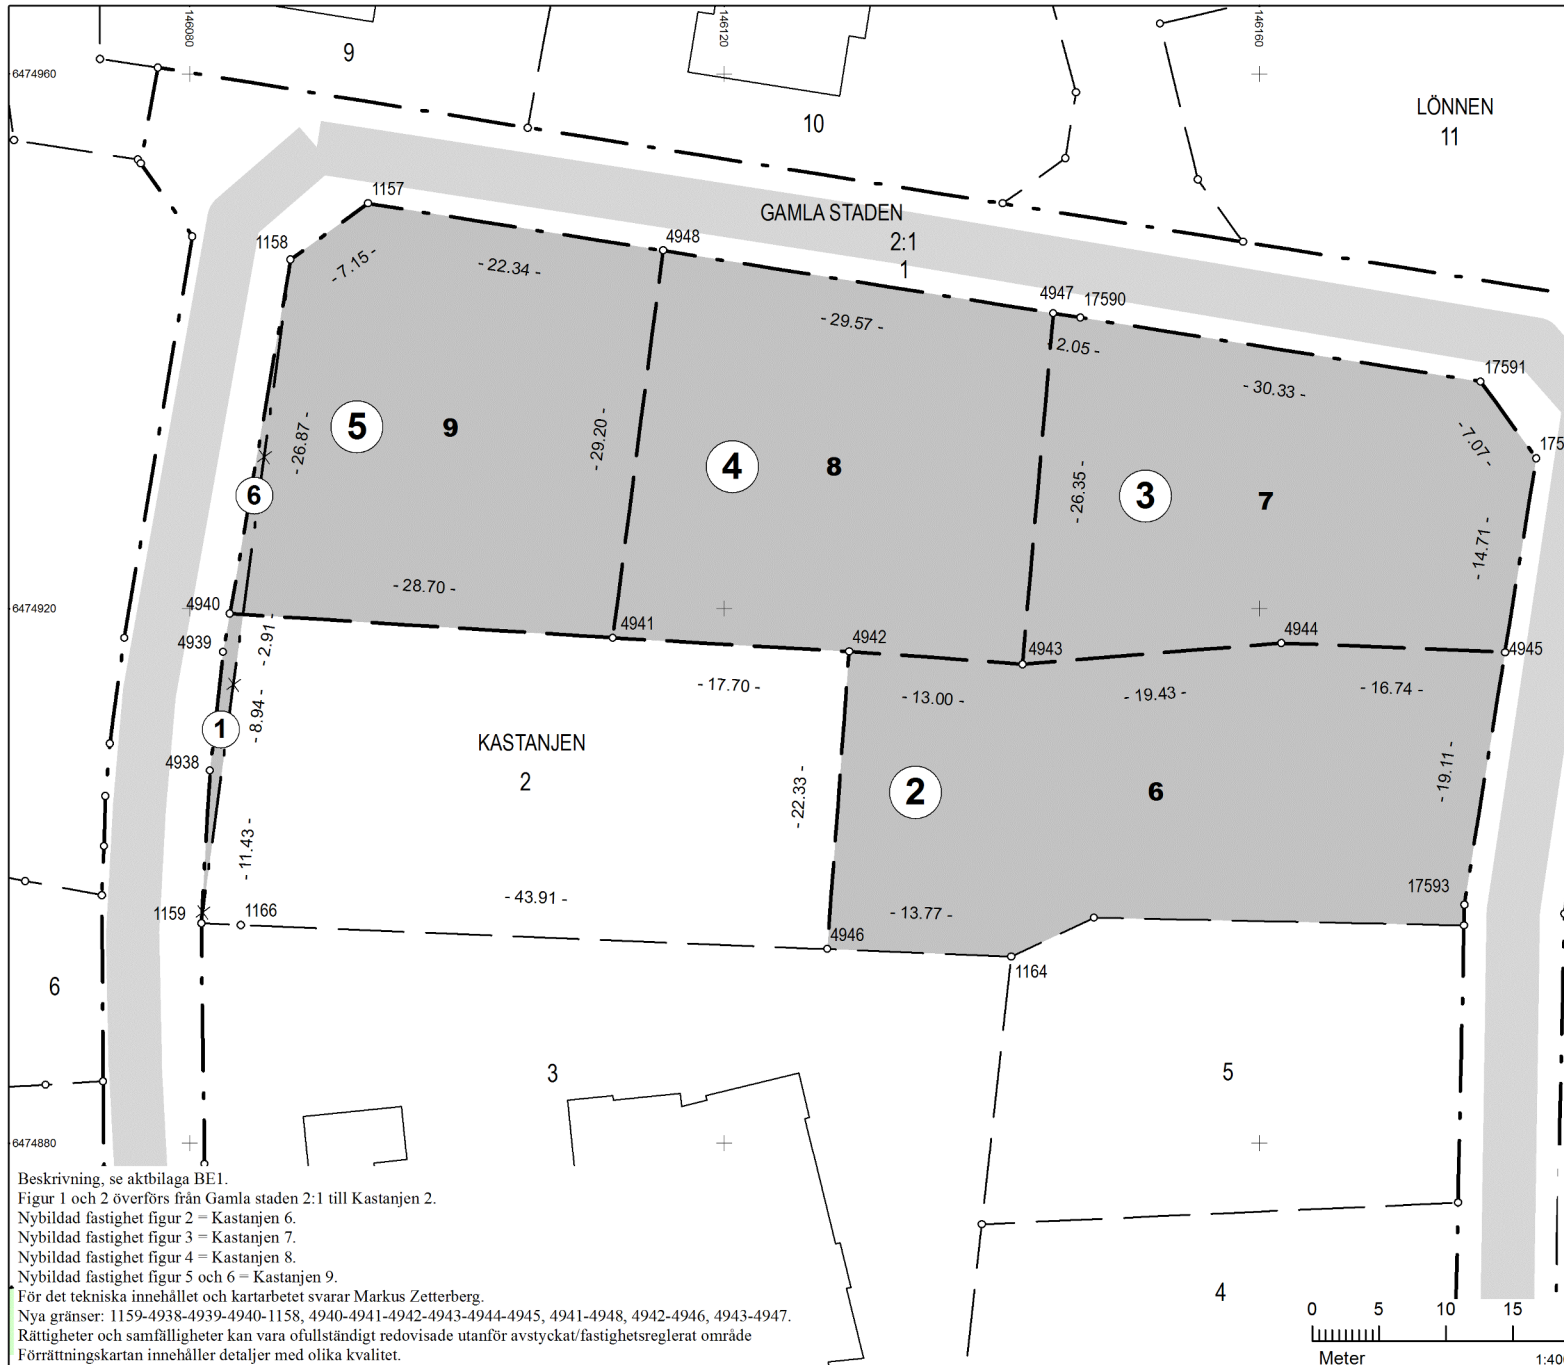 146080
146120
146160
6474960
9
10
LÖNNEN
11
1157
GAMLA STADEN
2:1
1
1158
4948
- 7.15 -
- 22.34 -
4947
17590
- 29.57 -
2.05 -
17591
- 30.33 -
- 7.07 -
175
5
9
- 26.87 -
- 29.20 -
4
8
- 26.35 -
3
7
6
- 14.71 -
- 28.70 -
6474920
4940
4941
4942
4943
4944
4945
4939
- 2.91 -
- 17.70 -
- 13.00 -
- 19.43 -
- 16.74 -
1
- 8.94 -
KASTANJEN
2
4938
- 22.33 -
2
6
- 19.11 -
- 11.43 -
- 43.91 -
17593
1159
1166
- 13.77 -
4946
1164
6
3
5
6474880
4
Beskrivning, se aktbilaga BE1.
Figur 1 och 2 överförs från Gamla staden 2:1 till Kastanjen 2.
Nybildad fastighet figur 2 = Kastanjen 6.
Nybildad fastighet figur 3 = Kastanjen 7.
Nybildad fastighet figur 4 = Kastanjen 8.
Nybildad fastighet figur 5 och 6 = Kastanjen 9.
För det tekniska innehållet och kartarbetet svarar Markus Zetterberg.
Nya gränser: 1159-4938-4939-4940-1158, 4940-4941-4942-4943-4944-4945, 4941-4948, 4942-4946, 4943-4947.
Rättigheter och samfälligheter kan vara ofullständigt redovisade utanför avstyckat/fastighetsreglerat område
Förrättningskartan innehåller detaljer med olika kvalitet.
0 5 10 15
Meter
1:40